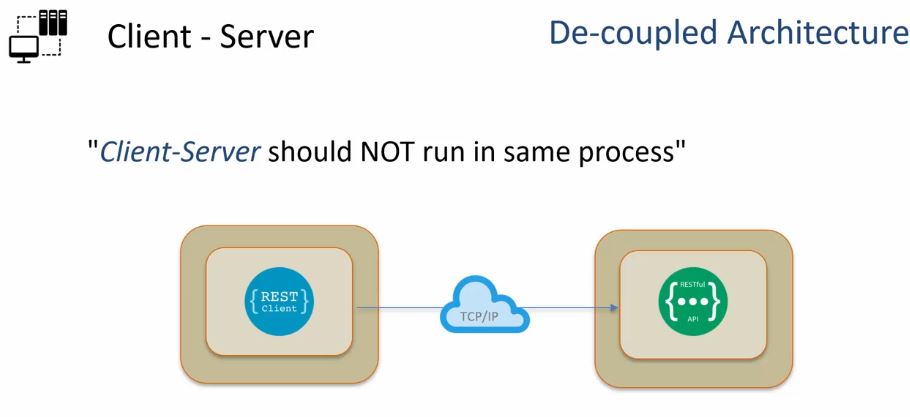 Client - Server
De-coupled Architecture
"Client-Server should NOT run in same process"
{REST
Client}
TCP/IP
RESTful
{•••}
API